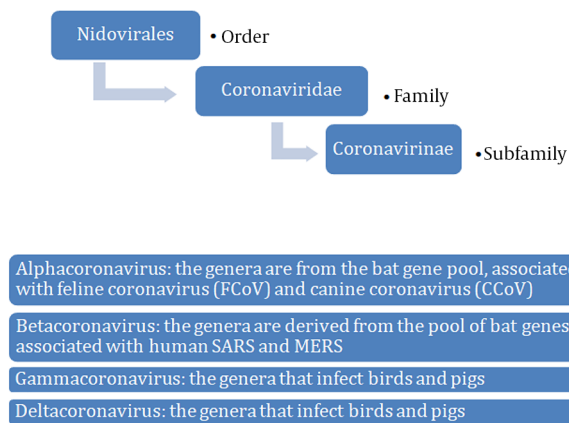 Nidovirales
• Order
Coronaviridae
• Family
Coronavirinae
• Subfamily
Alphacoronavirus: the genera are from the bat gene pool, associated
with feline coronavirus (FCoV) and canine coronavirus (CCoV)
Betacoronavirus: the genera are derived from the pool of bat genes
associated with human SARS and MERS
Gammacoronavirus: the genera that infect birds and pigs
Deltacoronavirus: the genera that infect birds and pigs